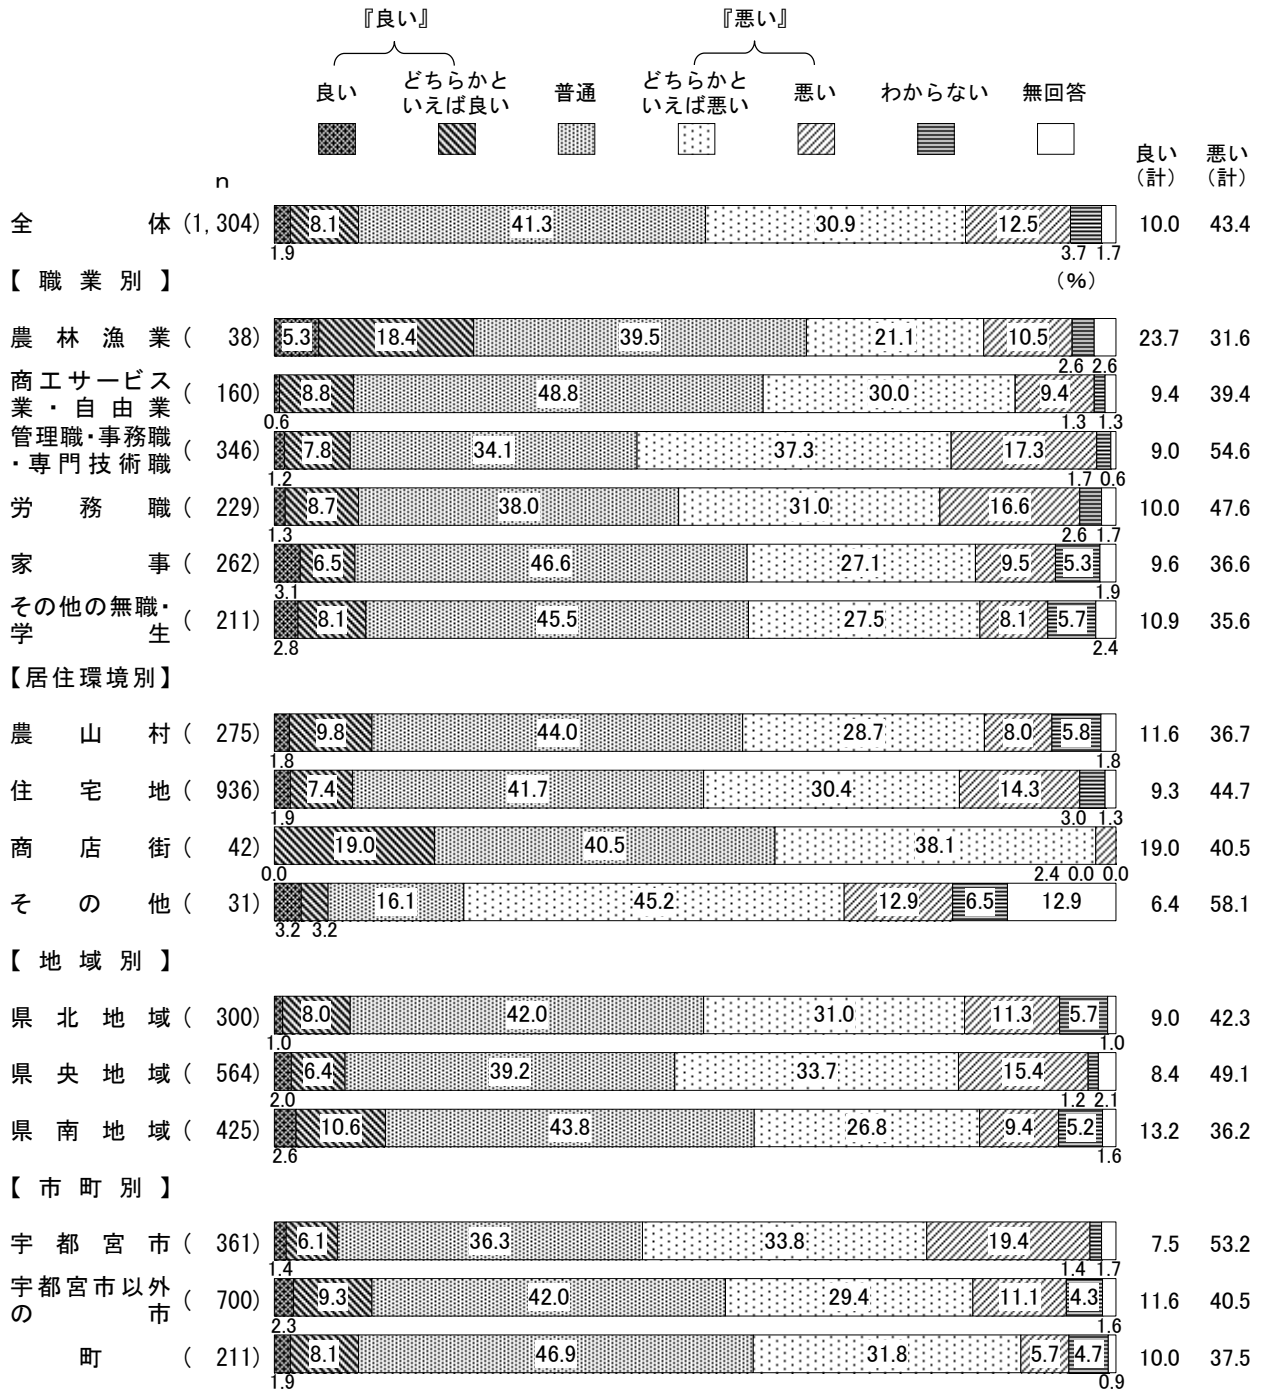 『良い』 『悪い』
良い どちらかと 普通 どちらかと 悪い わからない 無回答
いえば良い いえば悪い
良い 悪い
n （計） （計）
全体 (1,304) 8.1 41.3 30.9 12.5 10.0 43.4
1.9 3.7 1.7
【職業別】 （%）
農林漁業 ( 38) 5.3 18.4 39.5 21.1 10.5 23.7 31.6
2.6 2.6
商工サービス
業・自由業 ( 160) 8.8 48.8 30.0 9.4 9.4 39.4
0.6 1.3 1.3
管理職・事務職
・専門技術職 ( 346) 7.8 34.1 37.3 17.3 9.0 54.6
1.2 1.7 0.6
労務職 ( 229) 8.7 38.0 31.0 16.6 10.0 47.6
1.3 2.6 1.7
家事 ( 262) 6.5 46.6 27.1 9.5 5.3 9.6 36.6
3.1 1.9
その他の無職・
学生 ( 211) 8.1 45.5 27.5 8.1 5.7 10.9 35.6
2.8 2.4
【居住環境別】
農山村 ( 275) 9.8 44.0 28.7 8.0 5.8 11.6 36.7
1.8 1.8
住宅地 ( 936) 7.4 41.7 30.4 14.3 9.3 44.7
1.9 3.0 1.3
商店街 ( 42) 19.0 40.5 38.1 19.0 40.5
0.0 2.4 0.0 0.0
その他 ( 31) 16.1 45.2 12.9 6.5 12.9 6.4 58.1
3.2 3.2
【地域別】
県北地域 ( 300) 8.0 42.0 31.0 11.3 5.7 9.0 42.3
1.0 1.0
県央地域 ( 564) 6.4 39.2 33.7 15.4 8.4 49.1
2.0 1.2 2.1
県南地域 ( 425) 10.6 43.8 26.8 9.4 5.2 13.2 36.2
2.6 1.6
【市町別】
宇都宮市 ( 361) 6.1 36.3 33.8 19.4 7.5 53.2
1.4 1.4 1.7
宇都宮市以外
の市 ( 700) 9.3 42.0 29.4 11.1 4.3 11.6 40.5
2.3 1.6
町 ( 211) 8.1 46.9 31.8 5.7 4.7 10.0 37.5
1.9 0.9